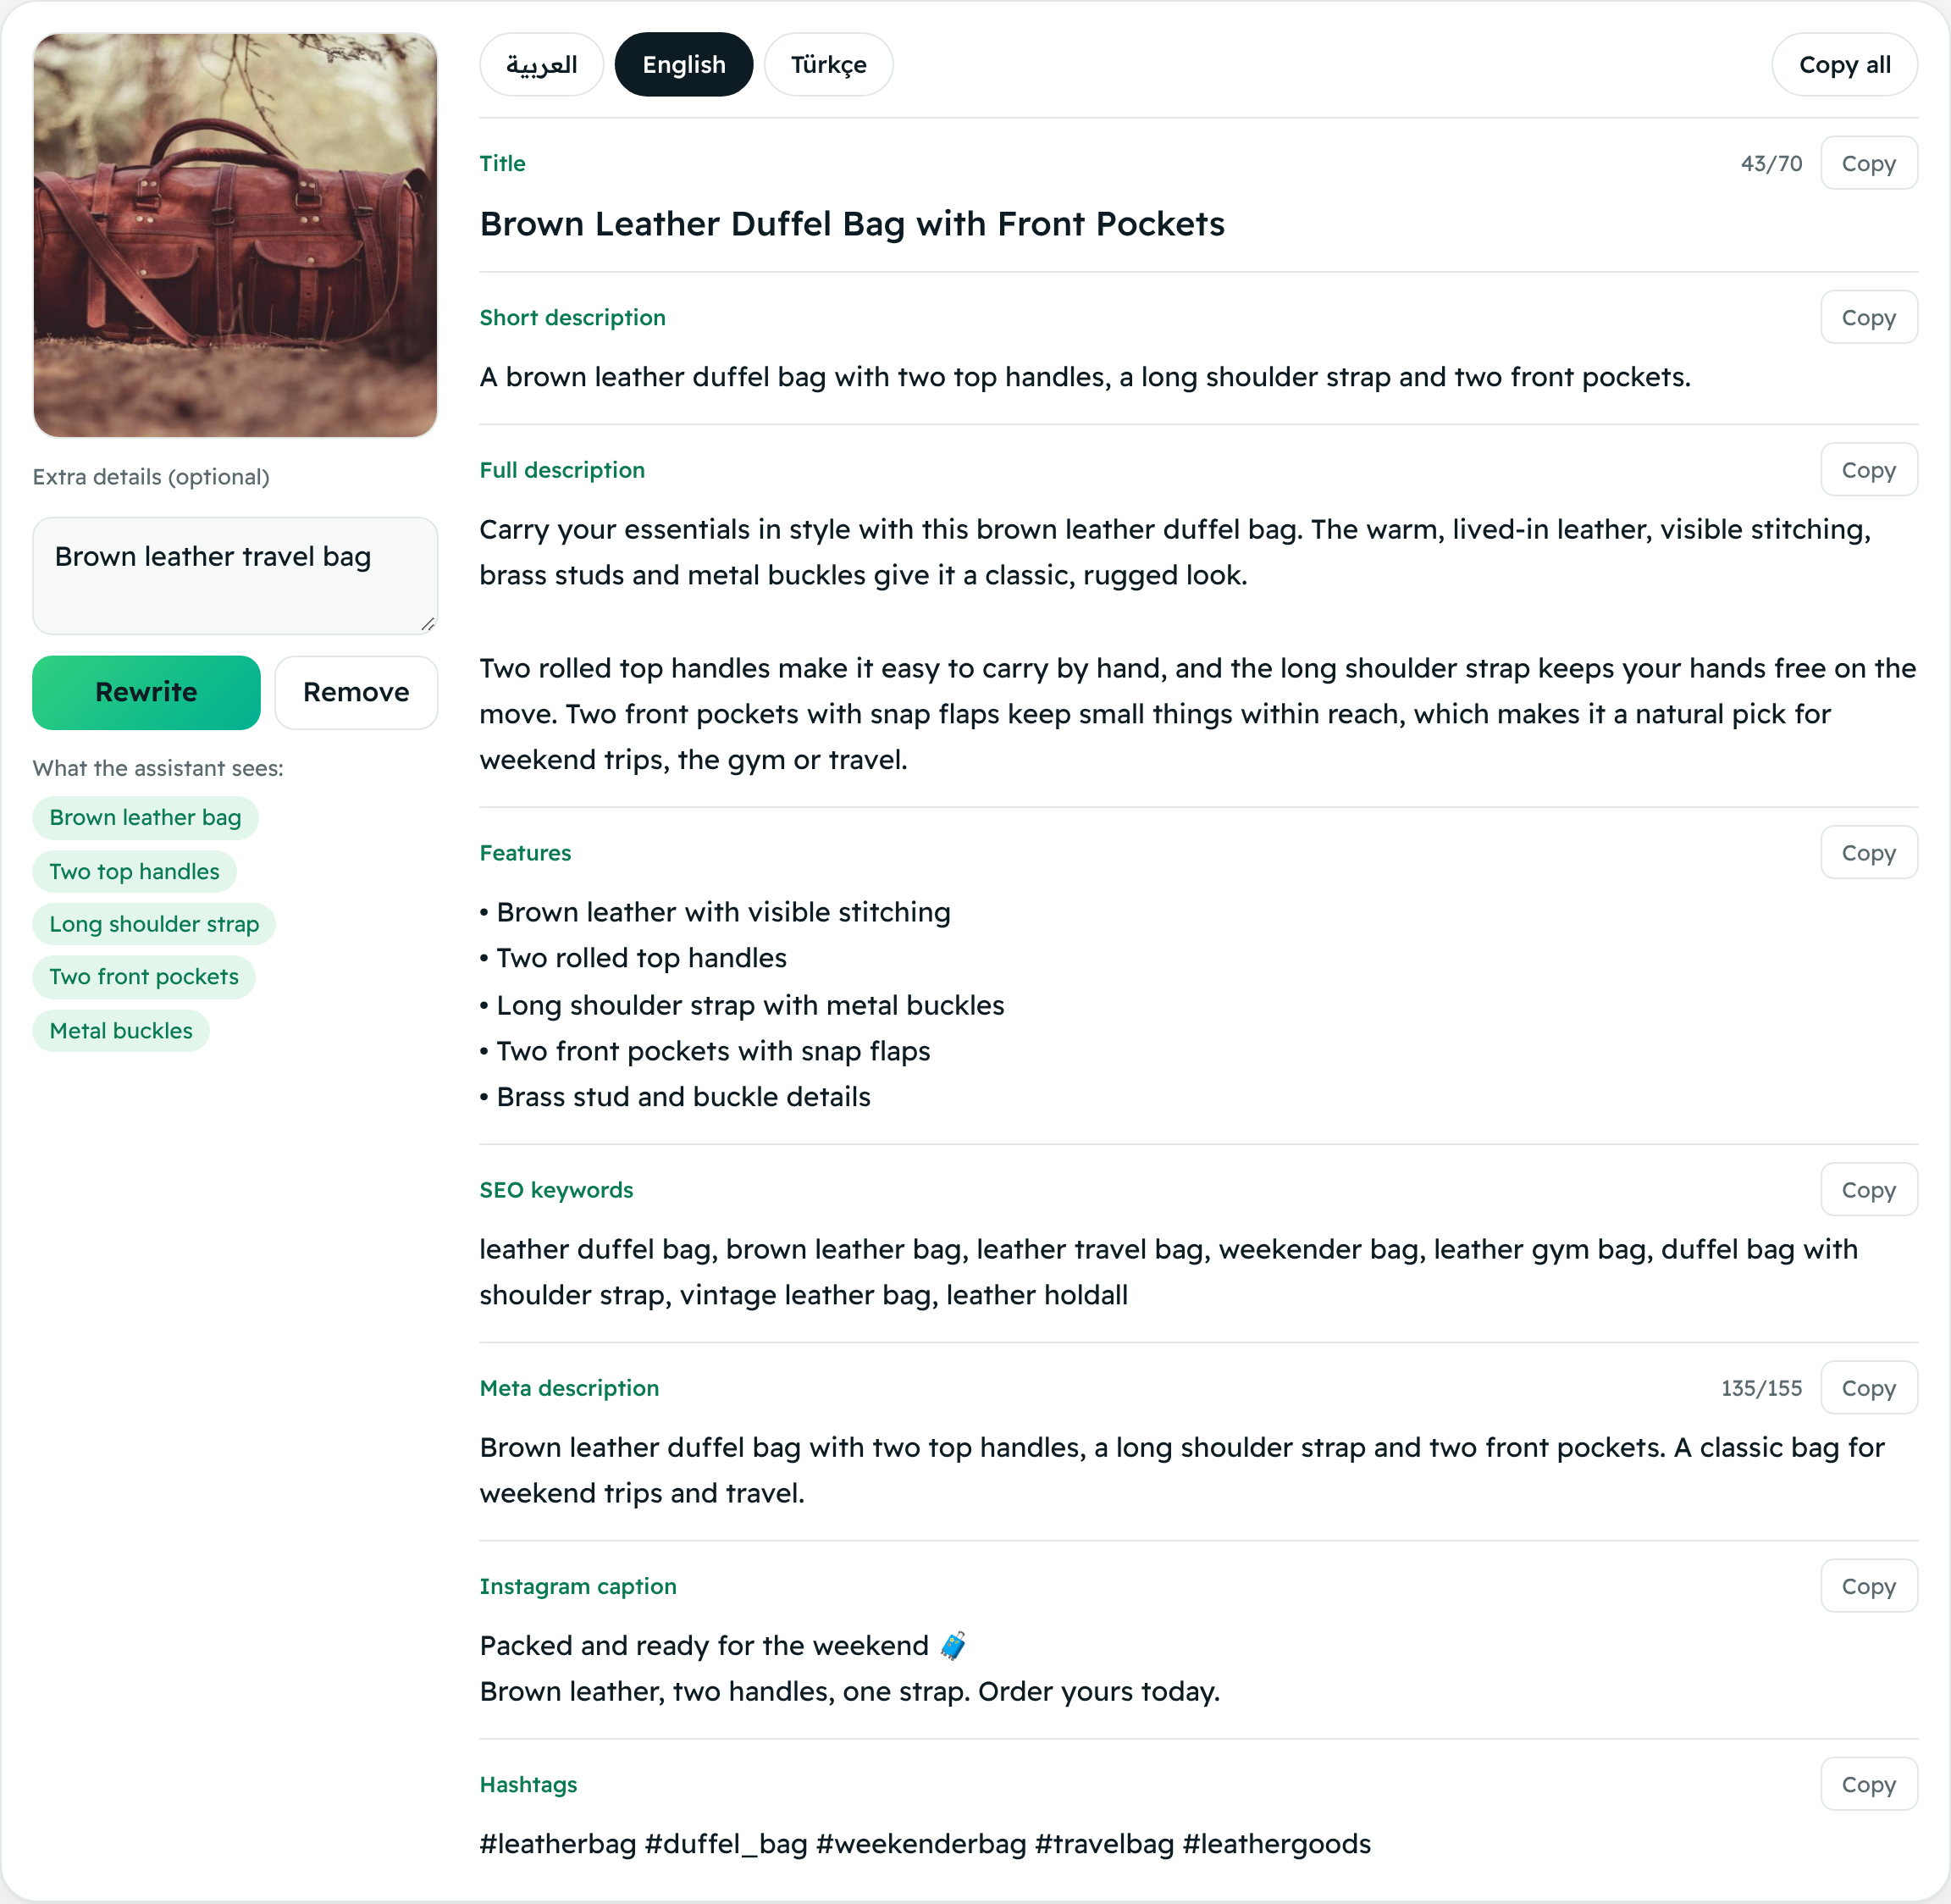 Extra details (optional)
Brown leather travel bag
Rewrite
Remove
What the assistant sees:
Brown leather bag
Two top handles
Long shoulder strap
Two front pockets
Metal buckles
العربية
English
Türkçe
Copy all
Title
43/70
Copy
Brown Leather Duffel Bag with Front Pockets
Short description
Copy
A brown leather duffel bag with two top handles, a long shoulder strap and two front pockets.
Full description
Copy
Carry your essentials in style with this brown leather duffel bag. The warm, lived-in leather, visible stitching,
brass studs and metal buckles give it a classic, rugged look.
Two rolled top handles make it easy to carry by hand, and the long shoulder strap keeps your hands free on the
move. Two front pockets with snap flaps keep small things within reach, which makes it a natural pick for
weekend trips, the gym or travel.
Features
Copy
• Brown leather with visible stitching
• Two rolled top handles
• Long shoulder strap with metal buckles
• Two front pockets with snap flaps
• Brass stud and buckle details
SEO keywords
Copy
leather duffel bag, brown leather bag, leather travel bag, weekender bag, leather gym bag, duffel bag with
shoulder strap, vintage leather bag, leather holdall
Meta description
135/155
Copy
Brown leather duffel bag with two top handles, a long shoulder strap and two front pockets. A classic bag for
weekend trips and travel.
Instagram caption
Copy
Packed and ready for the weekend 🧳
Brown leather, two handles, one strap. Order yours today.
Hashtags
Copy
#leatherbag #duffel_bag #weekenderbag #travelbag #leathergoods